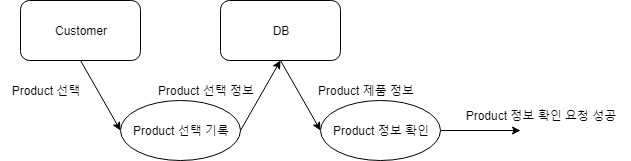 Customer
DB
Product 선택
Product 선택 정보
Product 제품 정보
Product 정보 확인 요청 성공
Product 선택 기록
Product 정보 확인